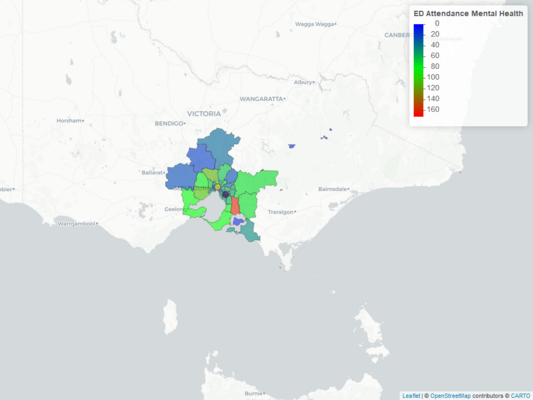 ED Attendance Mental Health
0
20
40
60
80
100
120
140
160
Wagga Wagga
CANBER
Albury
WANGARATTA
VICTORIA
BENDIGO
Horsham
Ballarat
Bairnsdale
Geelon
Traralgon
Warrnambool
Burnie
Leaflet | © OpenStreetMap contributors © CARTO